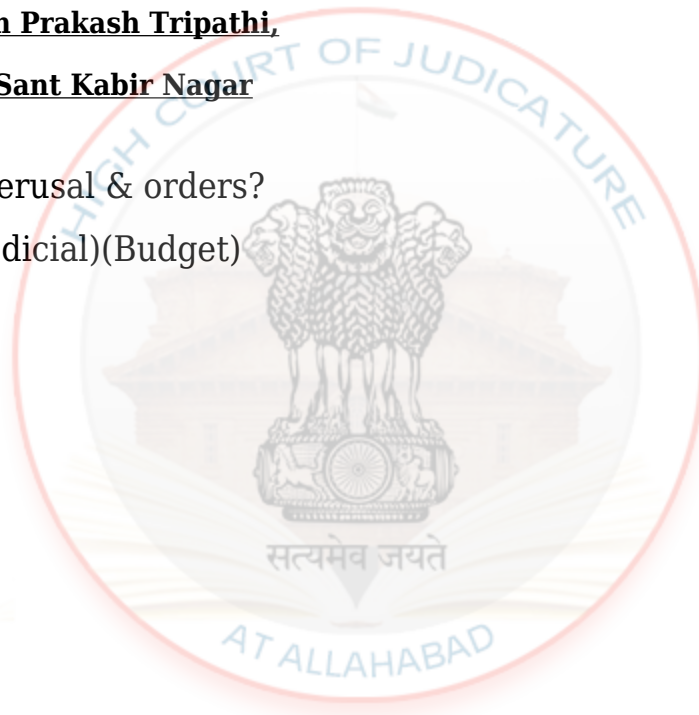 n Prakash Tripathi,
Sant Kabir Nagar
erusal & orders?
dicial)(Budget)
HIGH COURT OF JUDICATURE
सत्यमेव जयते
AT ALLAHABAD